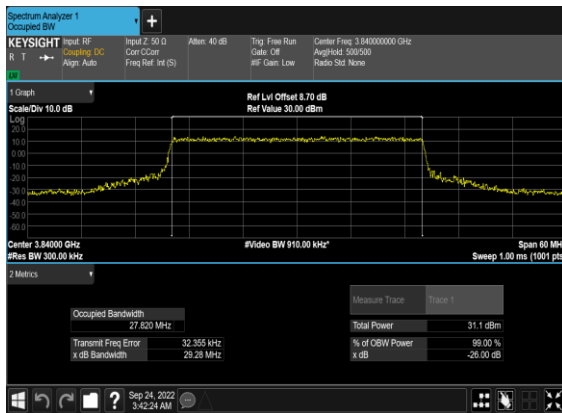 Spectrum Analyzer 1
Occupied BW
KEYSIGHT
R T
Input: RF
Coupling: DC
Align: Auto
Input Z: 50 Ω
Corr CCorr
Freq Ref: Int (S)
Atten: 40 dB
Trig: Free Run
Gate: Off
#IF Gain: Low
Center Freq: 3.840000000 GHz
Avg|Hold: 500/500
Radio Std: None
1 Graph
Scale/Div 10.0 dB
Ref Lvl Offset 8.70 dB
Ref Value 30.00 dBm
Log
20.0
10.0
0.00
-10.0
-20.0
-30.0
-40.0
-50.0
-60.0
Center 3.84000 GHz
#Res BW 300.00 kHz
#Video BW 910.00 kHz*
Span 60 MH
Sweep 1.00 ms (1001 pts
2 Metrics
Measure Trace Trace 1
Occupied Bandwidth
27.820 MHz
Total Power 31.1 dBm
Transmit Freq Error 32.355 kHz
% of OBW Power 99.00 %
x dB Bandwidth 29.28 MHz
x dB -26.00 dB
?
Sep 24, 2022
3:42:24 AM